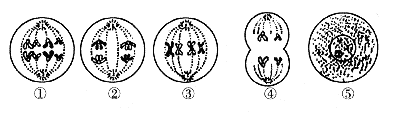 ① ② ③ ④ ⑤